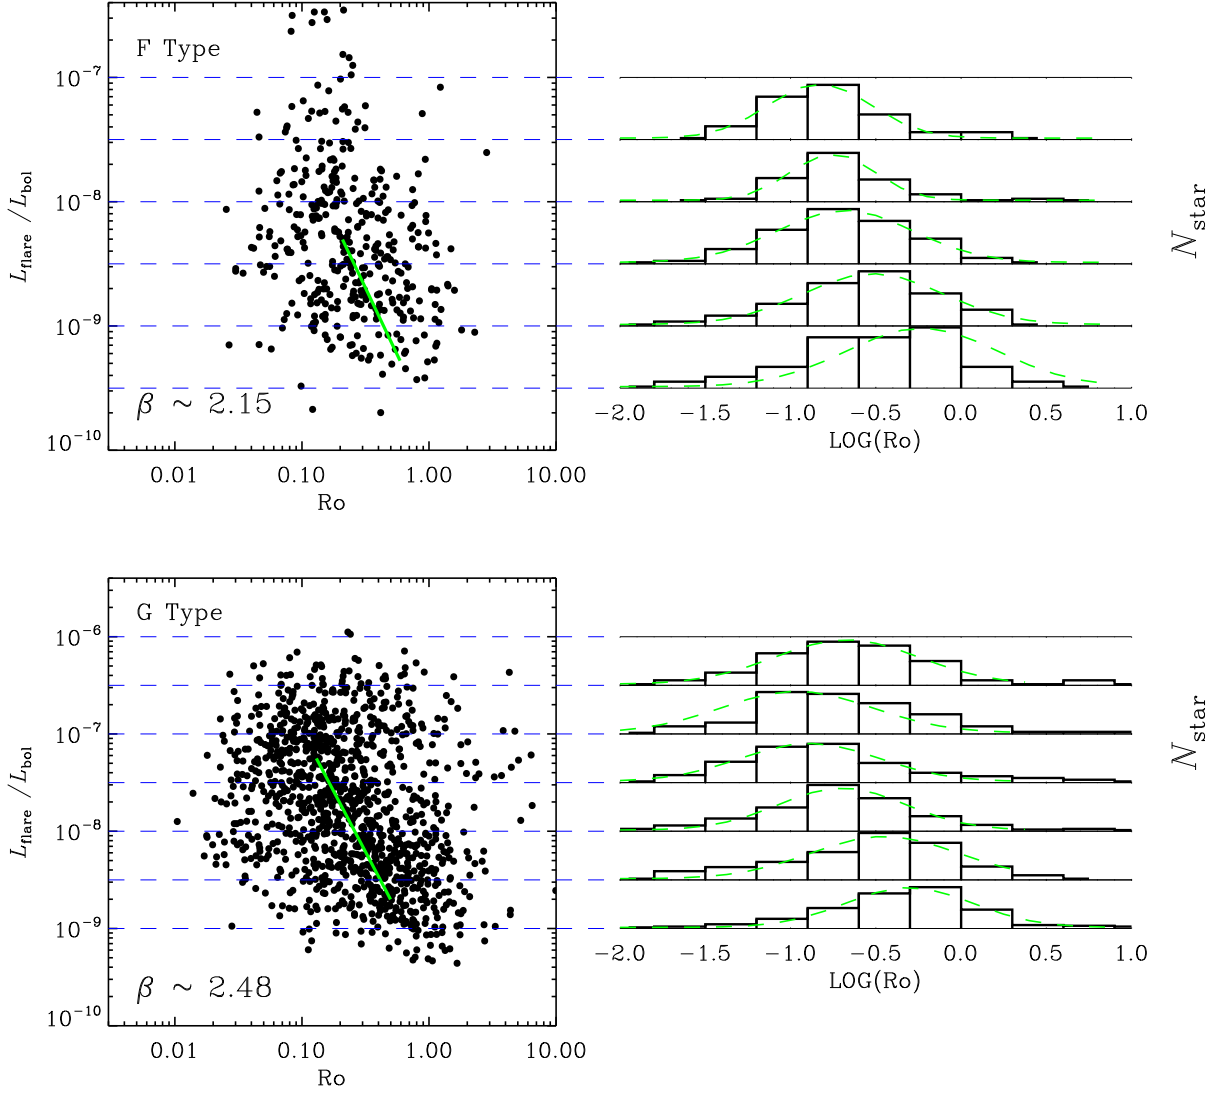 F Type
10⁻⁷
10⁻⁸
10⁻⁹
10⁻¹⁰
L_flare /L_bol
β ~ 2.15
0.01 0.10 1.00 10.00
Ro
-2.0 -1.5 -1.0 -0.5 0.0 0.5 1.0
LOG(Ro)
N_star
G Type
10⁻⁶
10⁻⁷
10⁻⁸
10⁻⁹
10⁻¹⁰
L_flare /L_bol
β ~ 2.48
0.01 0.10 1.00 10.00
Ro
-2.0 -1.5 -1.0 -0.5 0.0 0.5 1.0
LOG(Ro)
N_star